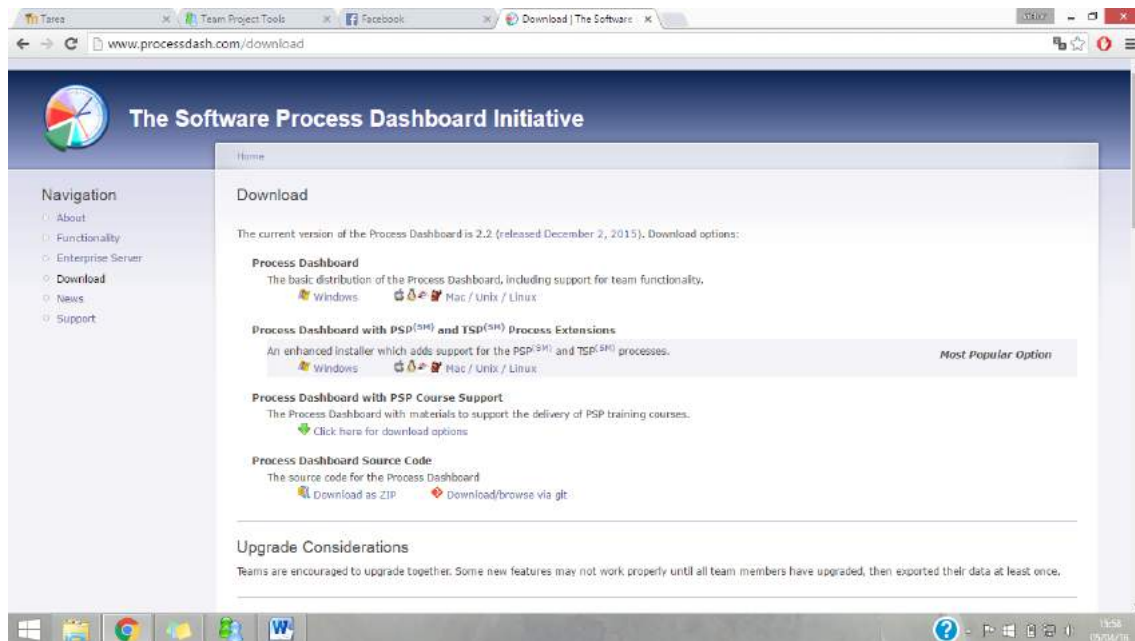 Tarea
Team Project Tools
Facebook
Download | The Software
www.processdash.com/download
The Software Process Dashboard Initiative
Home
Navigation
About
Functionality
Enterprise Server
Download
News
Support
Download
The current version of the Process Dashboard is 2.2 (released December 2, 2015). Download options:
Process Dashboard
The basic distribution of the Process Dashboard, including support for team functionality.
Windows Mac / Unix / Linux
Process Dashboard with PSP(SM) and TSP(SM) Process Extensions
An enhanced installer which adds support for the PSP(SM) and TSP(SM) processes.
Most Popular Option
Windows Mac / Unix / Linux
Process Dashboard with PSP Course Support
The Process Dashboard with materials to support the delivery of PSP training courses.
Click here for download options
Process Dashboard Source Code
The source code for the Process Dashboard
Download as ZIP Download/browse via git
Upgrade Considerations
Teams are encouraged to upgrade together. Some new features may not work properly until all team members have upgraded, then exported their data at least once.
15:58
05/04/16